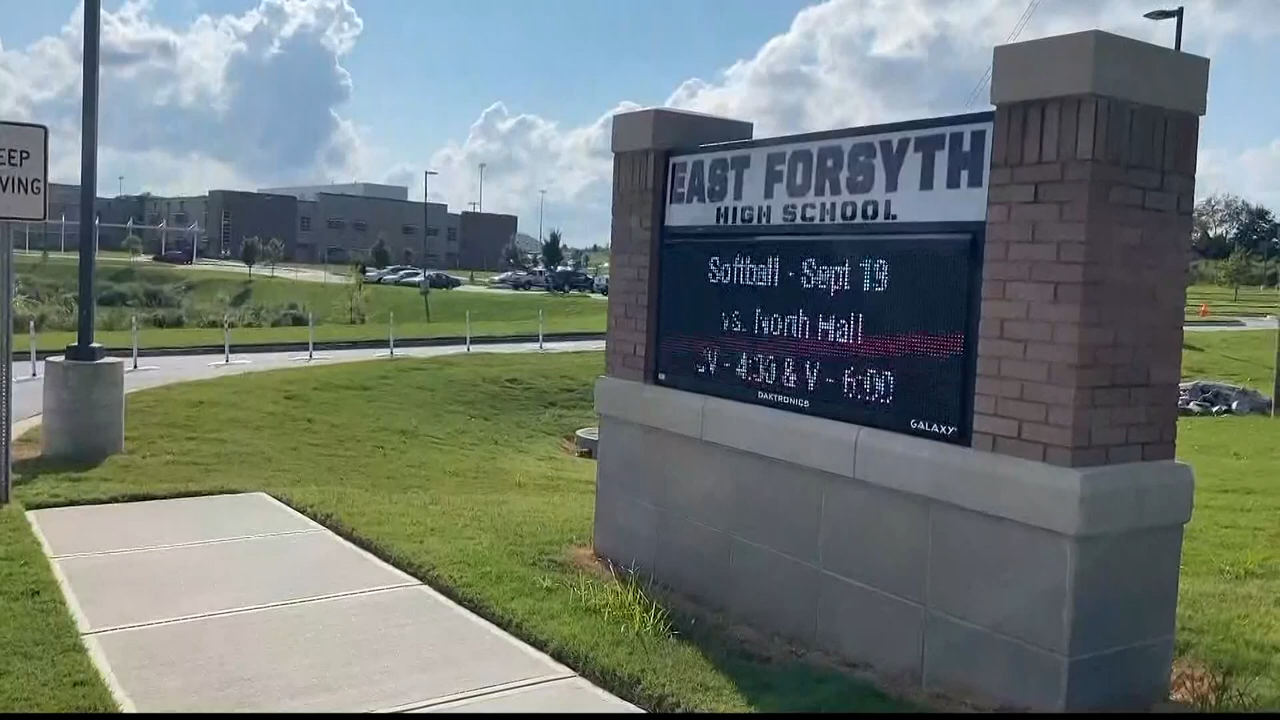 EEP
VING
EAST FORSYTH
HIGH SCHOOL
Softball - Sept 19
vs. North Hall
JV - 4:30 & V - 6:00
DAKTRONICS
GALAXY